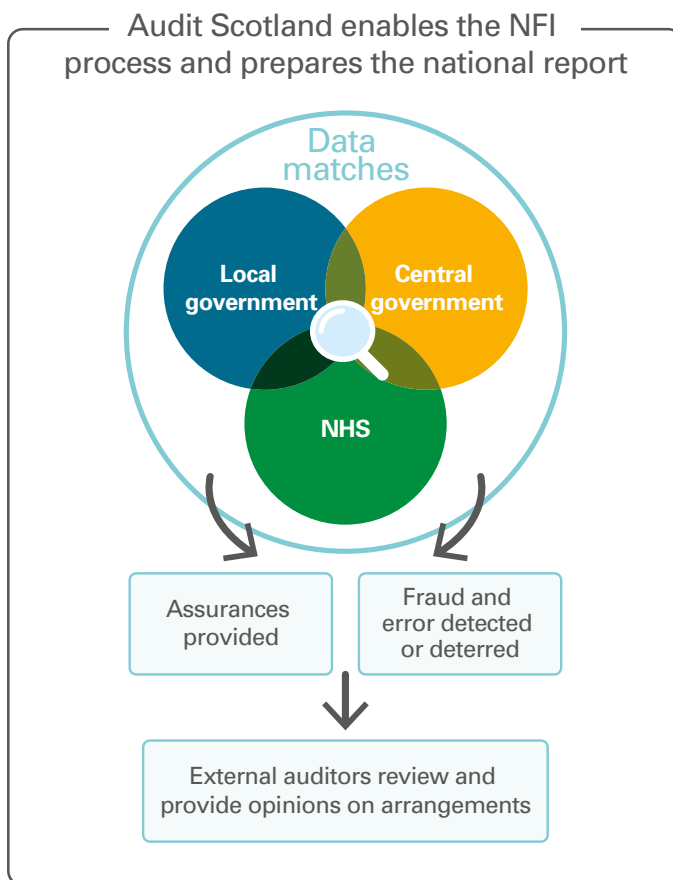 Audit Scotland enables the NFI
process and prepares the national report
Data
matches
Local
government
Central
government
NHS
Assurances
provided
Fraud and
error detected
or deterred
External auditors review and
provide opinions on arrangements